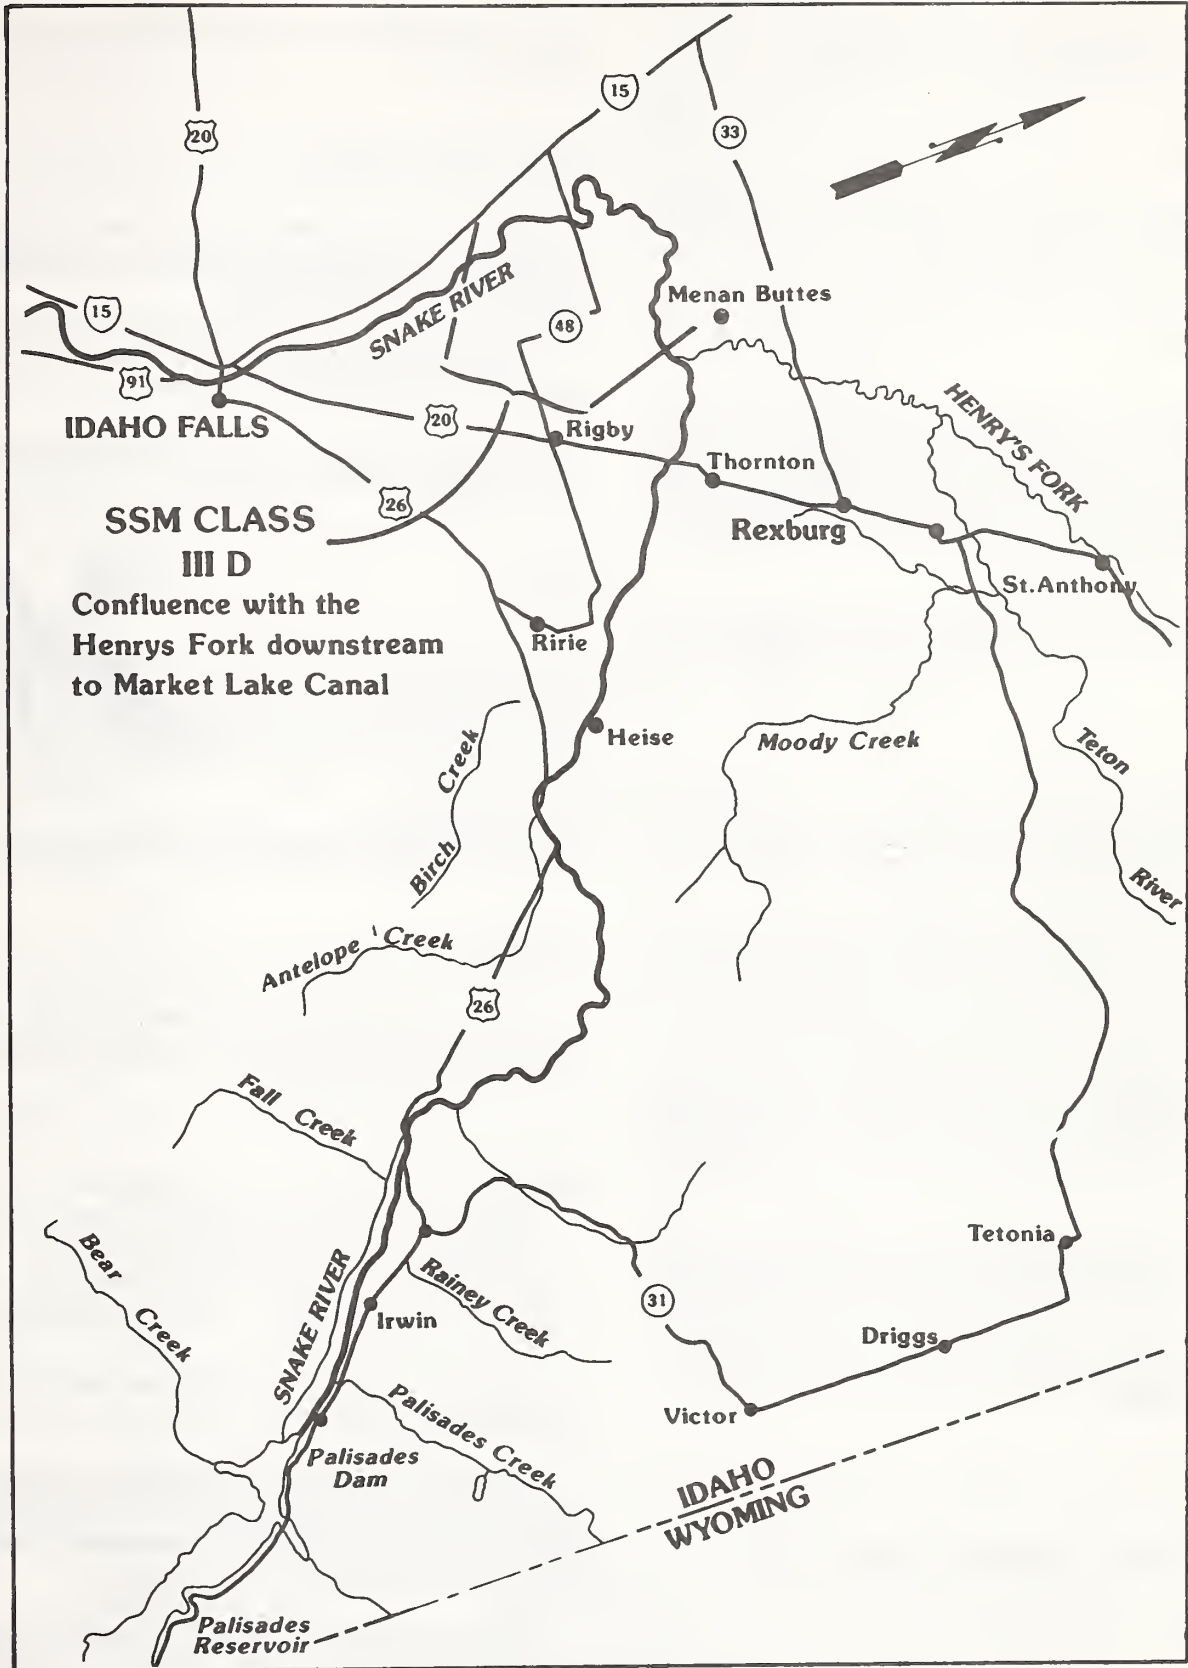 15
20
33
SNAKE RIVER
Menan Buttes
15
48
91
IDAHO FALLS
20
Rigby
HENRY'S FORK
Thornton
26
SSM CLASS
III D
Rexburg
St. Anthony
Confluence with the
Henrys Fork downstream
to Market Lake Canal
Ririe
Heise
Moody Creek
Teton
River
Birch Creek
Antelope Creek
26
Fall Creek
Bear Creek
SNAKE RIVER
Rainey Creek
Irwin
31
Tetonia
Driggs
Victor
Palisades Creek
Palisades
Dam
IDAHO
WYOMING
Palisades
Reservoir